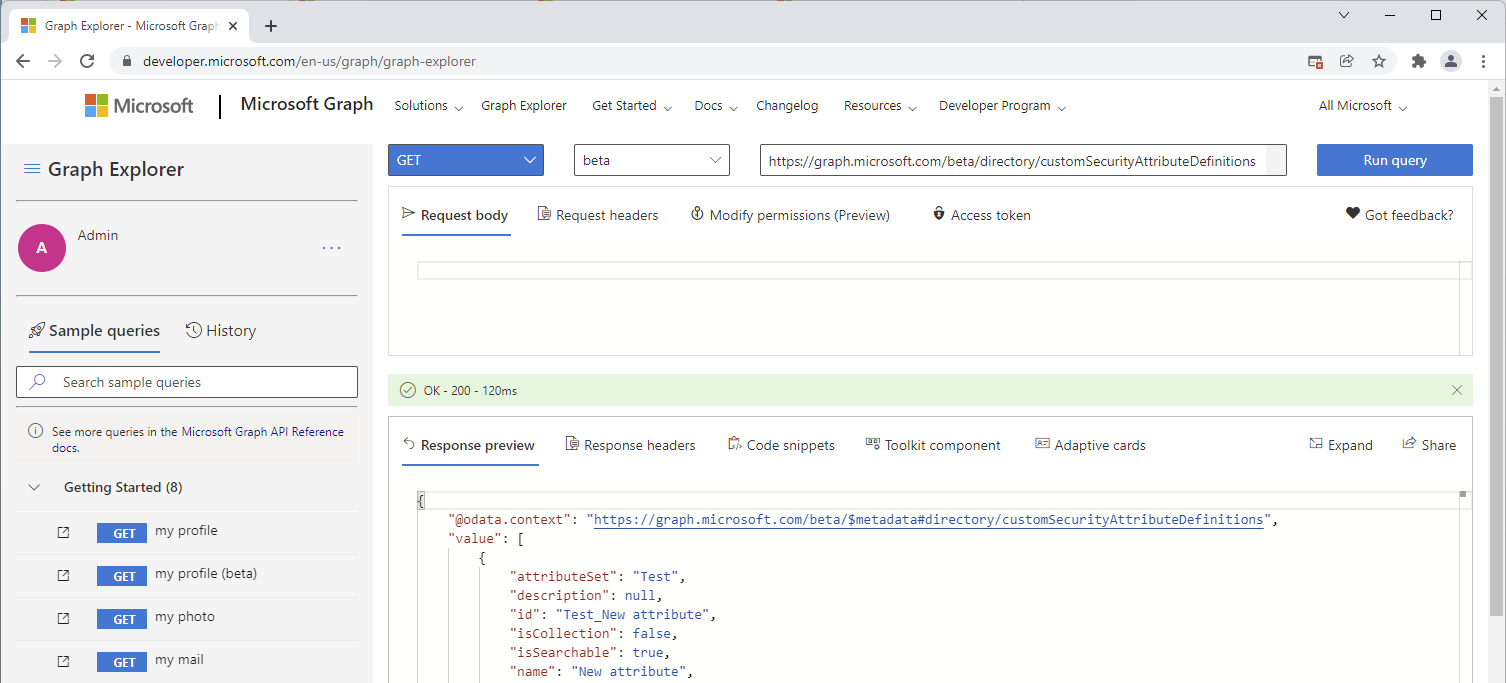 Graph Explorer - Microsoft Graph
developer.microsoft.com/en-us/graph/graph-explorer
Microsoft
Microsoft Graph
Solutions
Graph Explorer
Get Started
Docs
Changelog
Resources
Developer Program
All Microsoft
Graph Explorer
A
Admin
...
Sample queries
History
Search sample queries
See more queries in the Microsoft Graph API Reference
docs.
Getting Started (8)
GET my profile
GET my profile (beta)
GET my photo
GET my mail
GET
beta
https://graph.microsoft.com/beta/directory/customSecurityAttributeDefinitions
Run query
Request body
Request headers
Modify permissions (Preview)
Access token
Got feedback?
OK - 200 - 120ms
Response preview
Response headers
Code snippets
Toolkit component
Adaptive cards
Expand
Share
{
"@odata.context": "https://graph.microsoft.com/beta/$metadata#directory/customSecurityAttributeDefinitions",
"value": [
{
"attributeSet": "Test",
"description": null,
"id": "Test_New attribute",
"isCollection": false,
"isSearchable": true,
"name": "New attribute",